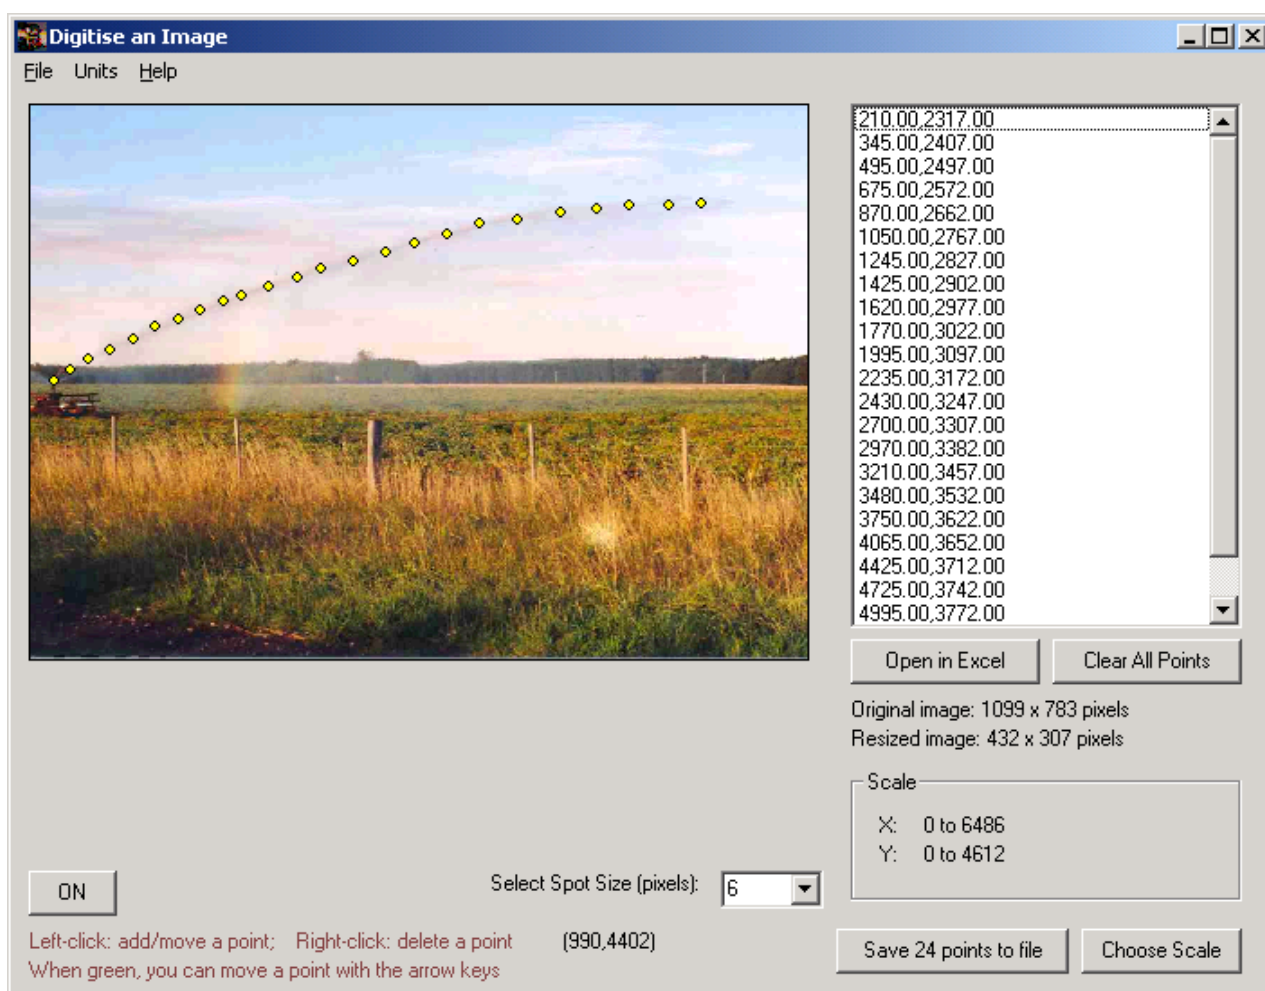 Digitise an Image
File Units Help
210.00,2317.00
345.00,2407.00
495.00,2497.00
675.00,2572.00
870.00,2662.00
1050.00,2767.00
1245.00,2827.00
1425.00,2902.00
1620.00,2977.00
1770.00,3022.00
1995.00,3097.00
2235.00,3172.00
2430.00,3247.00
2700.00,3307.00
2970.00,3382.00
3210.00,3457.00
3480.00,3532.00
3750.00,3622.00
4065.00,3652.00
4425.00,3712.00
4725.00,3742.00
4995.00,3772.00
Open in Excel Clear All Points
Original image: 1099 x 783 pixels
Resized image: 432 x 307 pixels
Scale
X: 0 to 6486
Y: 0 to 4612
ON Select Spot Size (pixels): 6
Left-click: add/move a point; Right-click: delete a point (990,4402)
When green, you can move a point with the arrow keys
Save 24 points to file Choose Scale